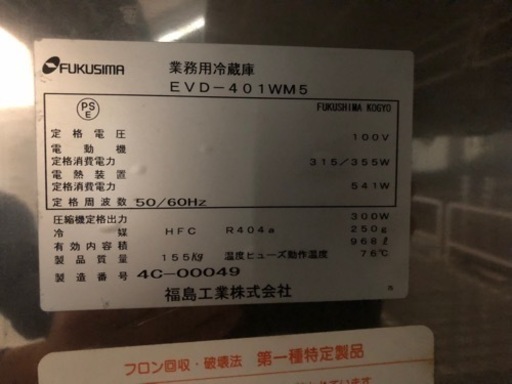 FUKUSIMA 業務用冷蔵庫
EVD-401WM5
PS
E
FUKUSHIMA KOGYO
定格電圧 100V
電動機
定格消費電力 315/355W
電熱装置
定格消費電力 541W
定格周波数 50/60Hz
圧縮機定格出力 300W
冷媒 HFC R404a 250g
有効内容積 968ℓ
製品質量 155kg 温度ヒューズ動作温度 76℃
製造番号 4C-00049
福島工業株式会社
フロン回収・破壊法 第一種特定製品